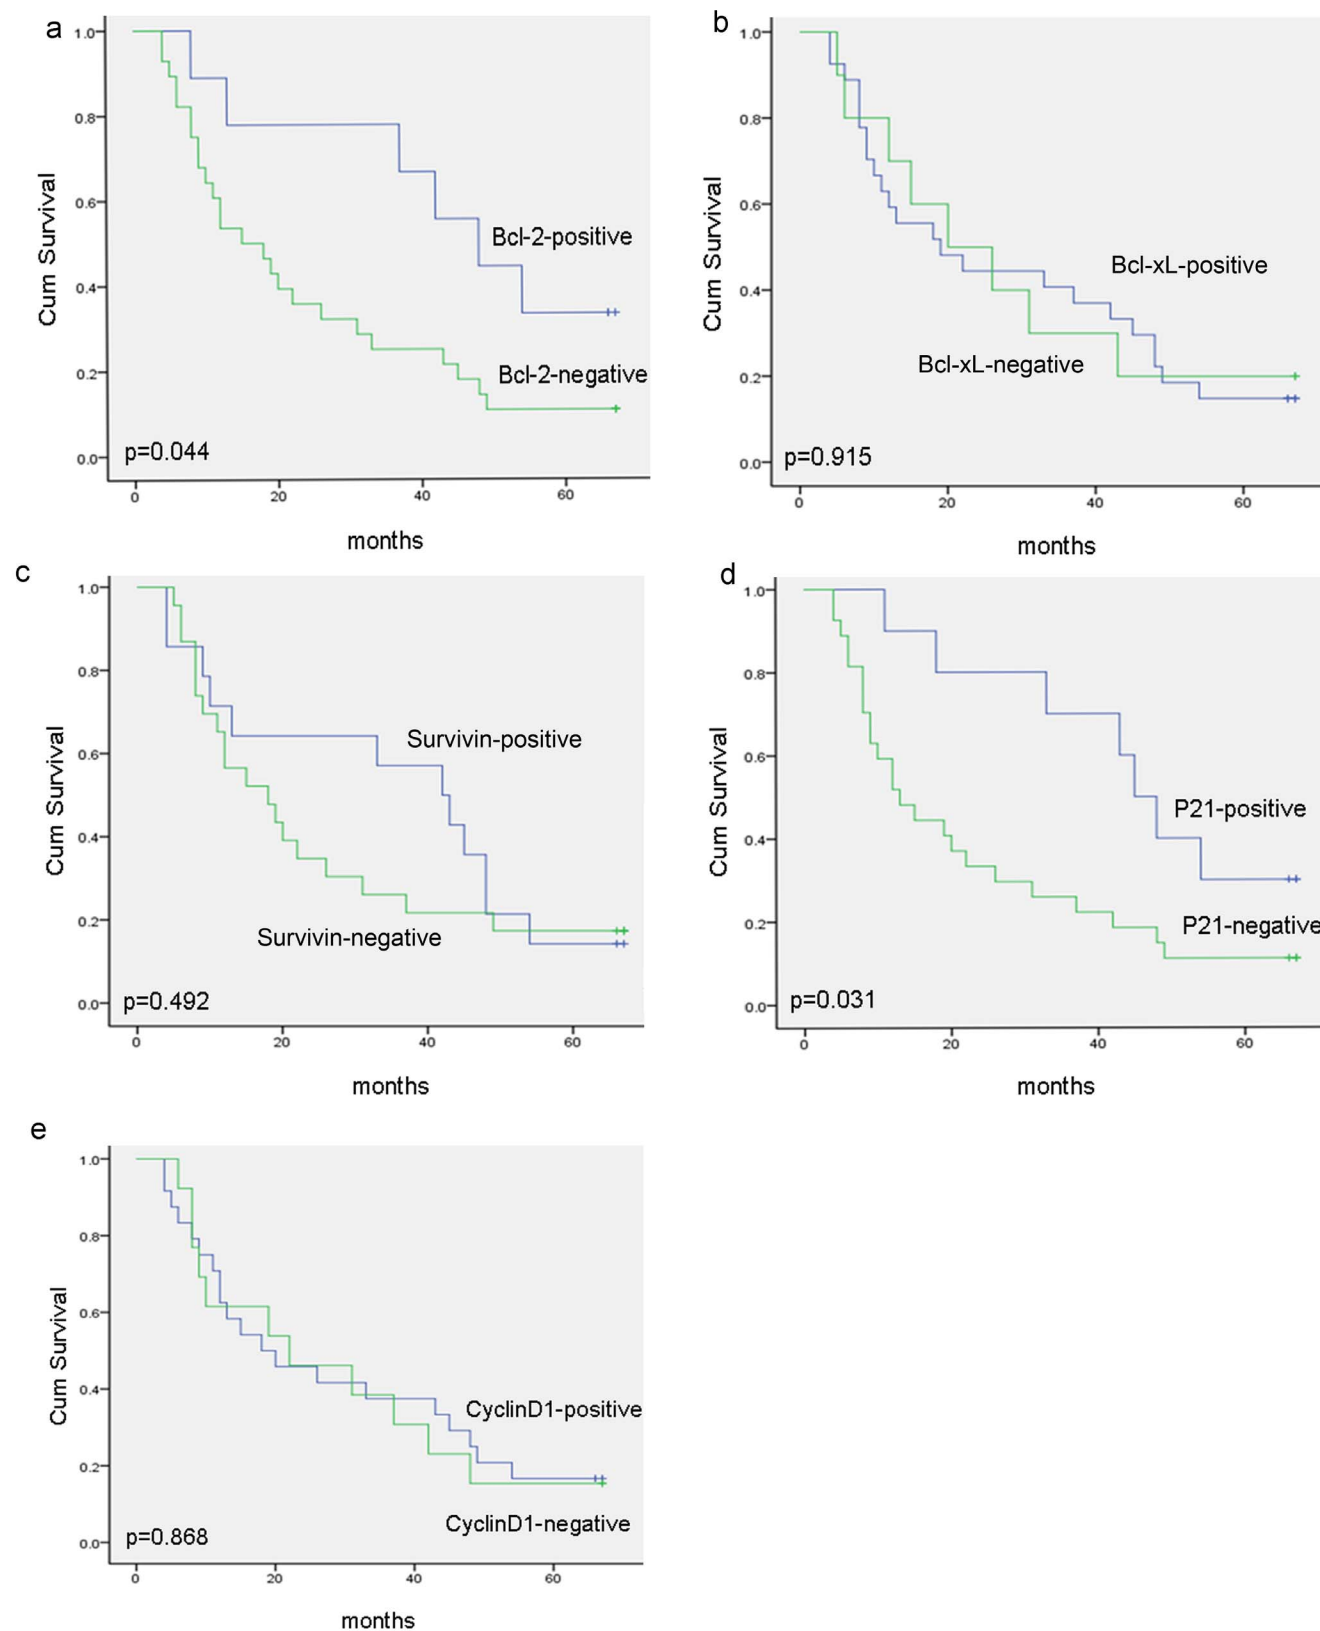 a
1.0
0.8
0.6
0.4
0.2
0.0
Cum Survival
Bcl-2-positive
Bcl-2-negative
p=0.044
0 20 40 60
months
b
1.0
0.8
0.6
0.4
0.2
0.0
Cum Survival
Bcl-xL-positive
Bcl-xL-negative
p=0.915
0 20 40 60
months
c
1.0
0.8
0.6
0.4
0.2
0.0
Cum Survival
Survivin-positive
Survivin-negative
p=0.492
0 20 40 60
months
d
1.0
0.8
0.6
0.4
0.2
0.0
Cum Survival
P21-positive
P21-negative
p=0.031
0 20 40 60
months
e
1.0
0.8
0.6
0.4
0.2
0.0
Cum Survival
CyclinD1-positive
CyclinD1-negative
p=0.868
0 20 40 60
months